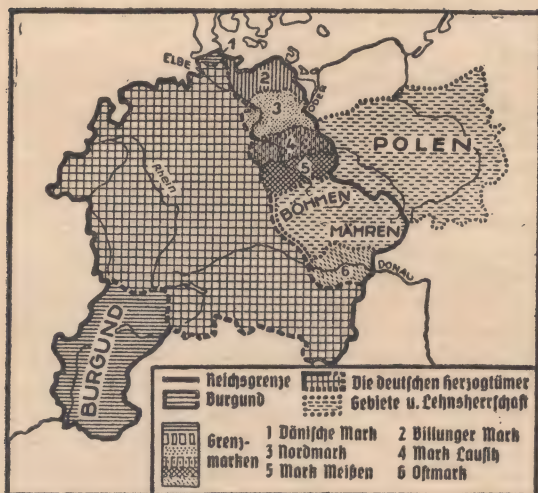 1
ELBE
2
ODER
3
4
POLEN
5
Rhein
BÖHMEN
MÄHREN
6
DONAU
BURGUND
Reichsgrenze
Burgund
Die deutschen Herzogtümer
Gebiete u. Lehnsherrschaft
Grenz-
marken
1 Dänische Mark 2 Billunger Mark
3 Nordmark 4 Mark Lausitz
5 Mark Meißen 6 Ostmark